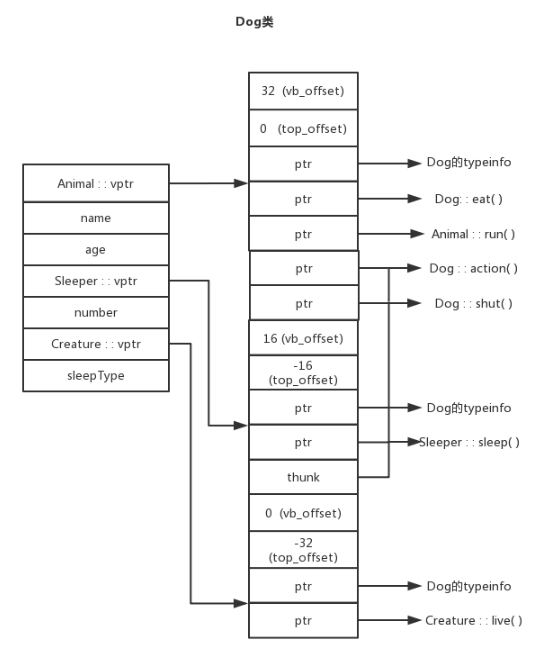 Dog类
Animal : : vptr
name
age
Sleeper : : vptr
number
Creature : : vptr
sleepType
32 (vb_offset)
0 (top_offset)
ptr
ptr
ptr
ptr
ptr
16 (vb_offset)
-16
(top_offset)
ptr
ptr
thunk
0 (vb_offset)
-32
(top_offset)
ptr
ptr
Dog的typeinfo
Dog: : eat( )
Animal : : run( )
Dog : : action( )
Dog : : shut( )
Dog的typeinfo
Sleeper : : sleep( )
Dog的typeinfo
Creature : : live( )